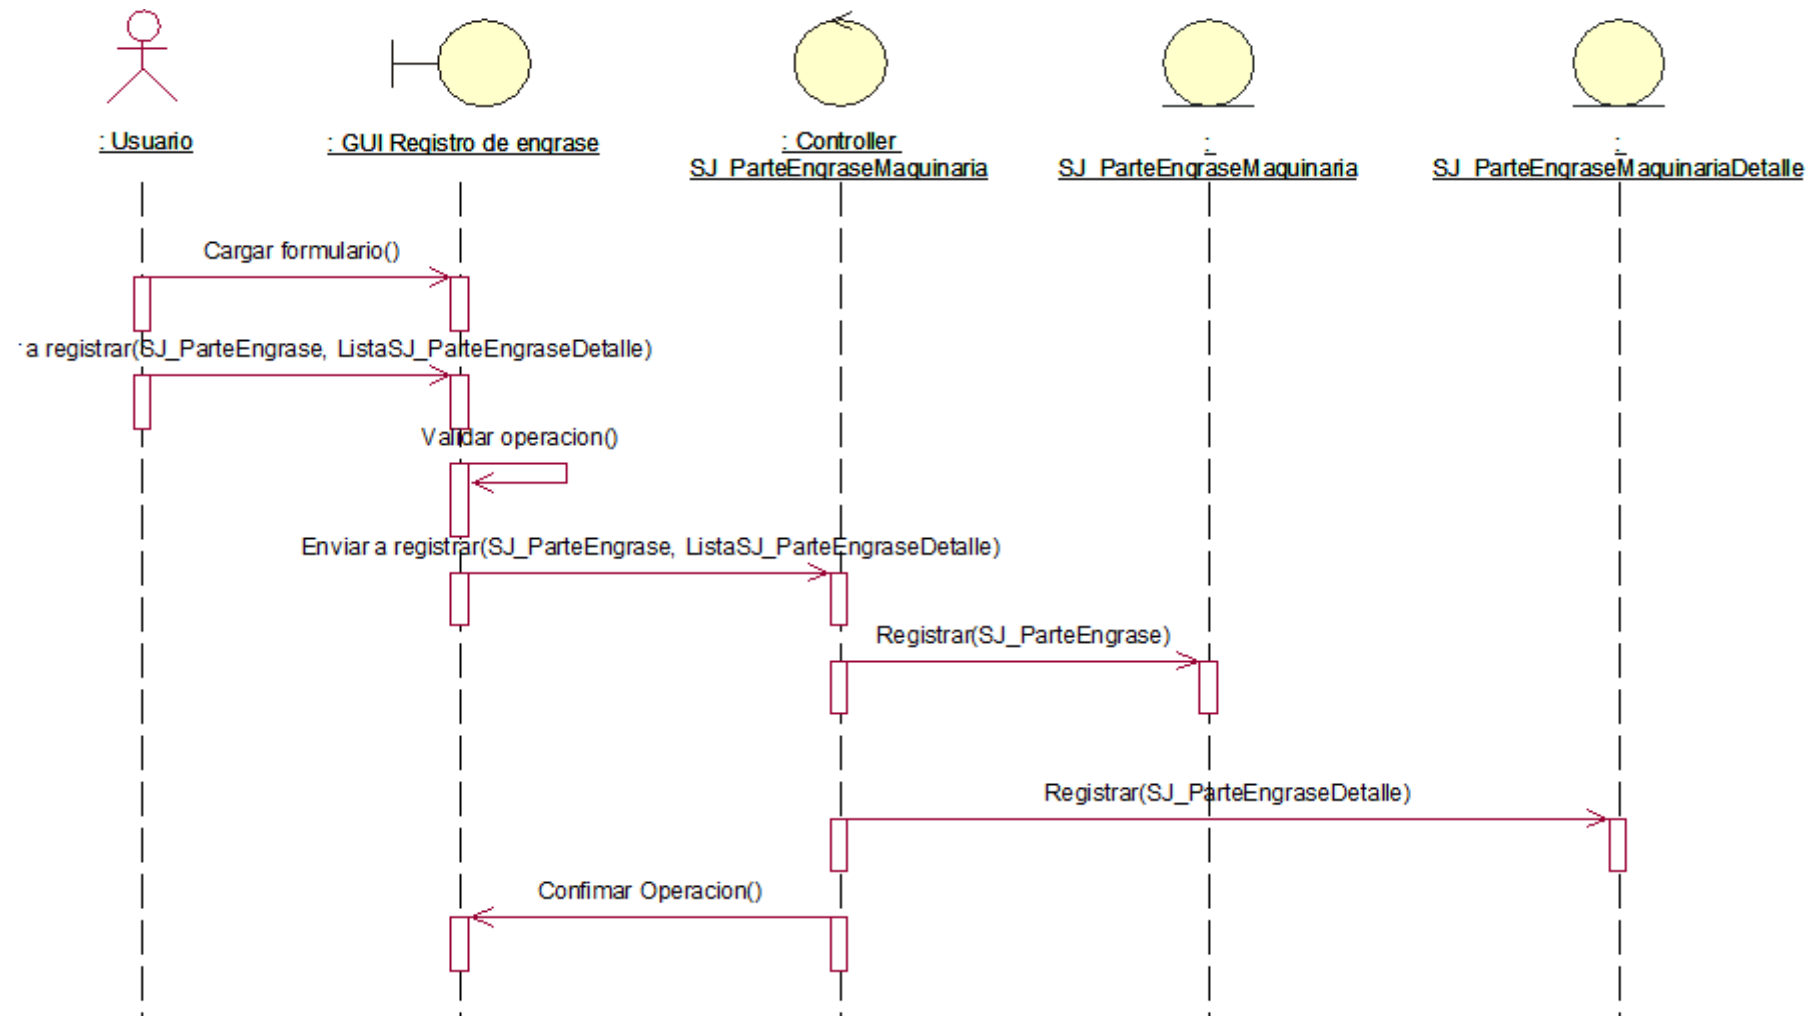 : Usuario
: GUI Registro de engrase
: Controller
SJ_ParteEngraseMaquinaria
:
SJ_ParteEngraseMaquinaria
:
SJ_ParteEngraseMaquinariaDetalle
Cargar formulario()
a registrar(SJ_ParteEngrase, ListaSJ_ParteEngraseDetalle)
Validar operacion()
Enviar a registrar(SJ_ParteEngrase, ListaSJ_ParteEngraseDetalle)
Registrar(SJ_ParteEngrase)
Registrar(SJ_ParteEngraseDetalle)
Confimar Operacion()